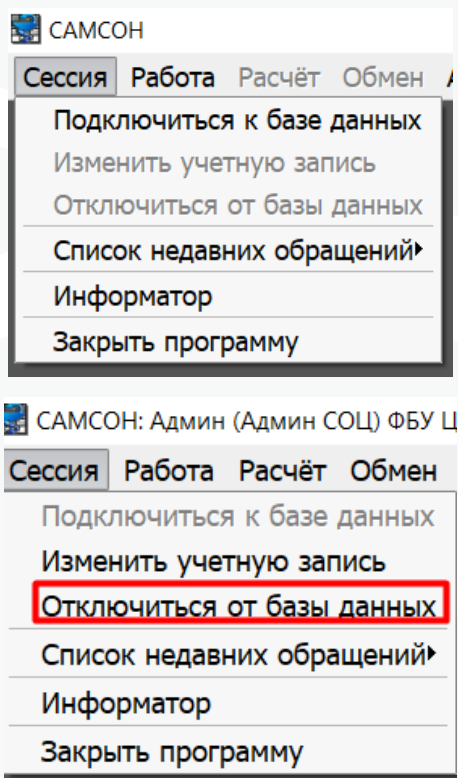 САМСОН
Сессия Работа Расчёт Обмен
Подключиться к базе данных
Изменить учетную запись
Отключиться от базы данных
Список недавних обращений
Информатор
Закрыть программу
САМСОН: Админ (Админ СОЦ) ФБУ
Сессия Работа Расчёт Обмен
Подключиться к базе данных
Изменить учетную запись
Отключиться от базы данных
Список недавних обращений
Информатор
Закрыть программу